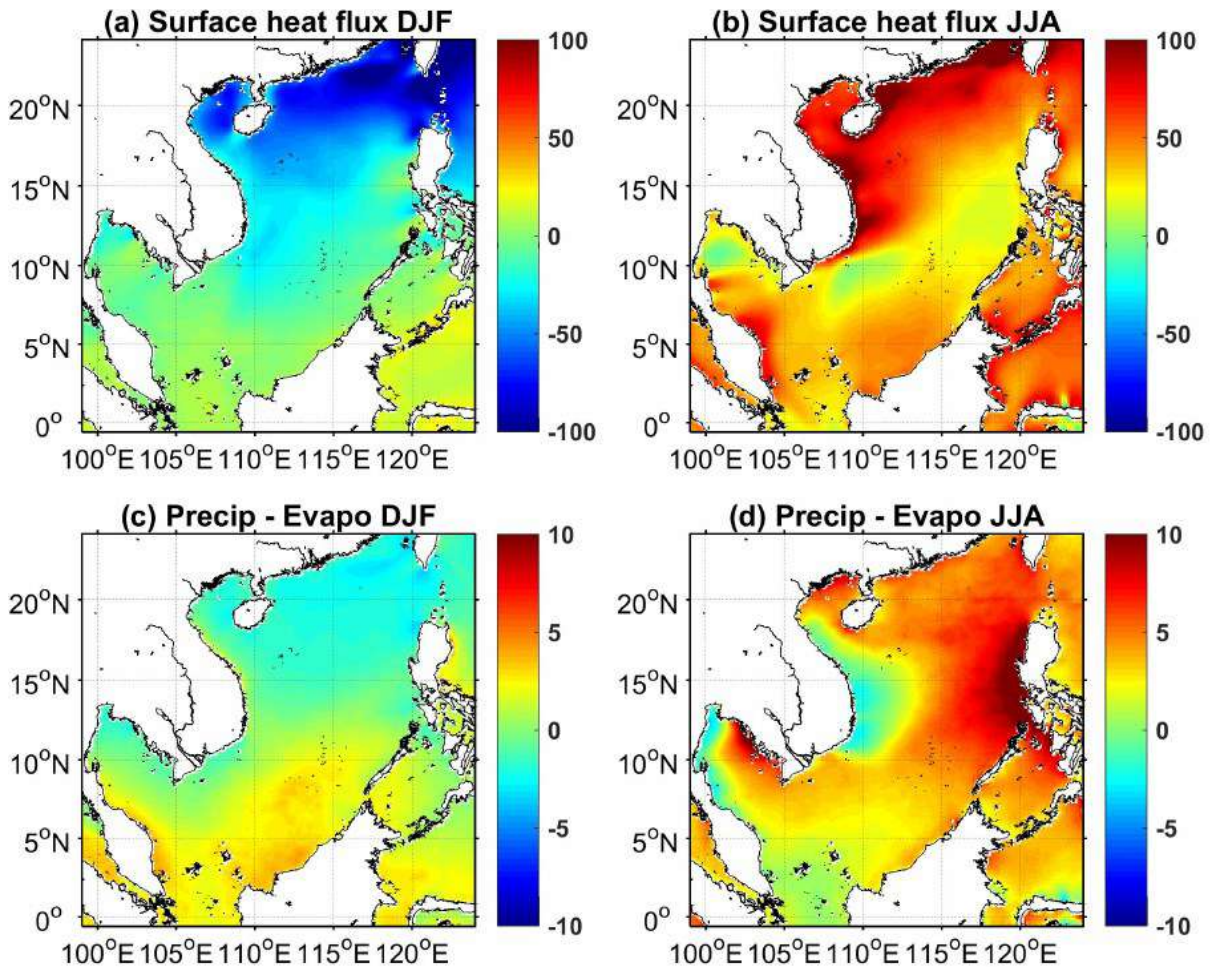 (a) Surface heat flux DJF
(b) Surface heat flux JJA
100
50
0
-50
-100
20°N
15°N
10°N
5°N
0°
100°E 105°E 110°E 115°E 120°E
100
50
0
-50
-100
20°N
15°N
10°N
5°N
0°
100°E 105°E 110°E 115°E 120°E
(c) Precip - Evapo DJF
(d) Precip - Evapo JJA
10
5
0
-5
-10
20°N
15°N
10°N
5°N
0°
100°E 105°E 110°E 115°E 120°E
10
5
0
-5
-10
20°N
15°N
10°N
5°N
0°
100°E 105°E 110°E 115°E 120°E